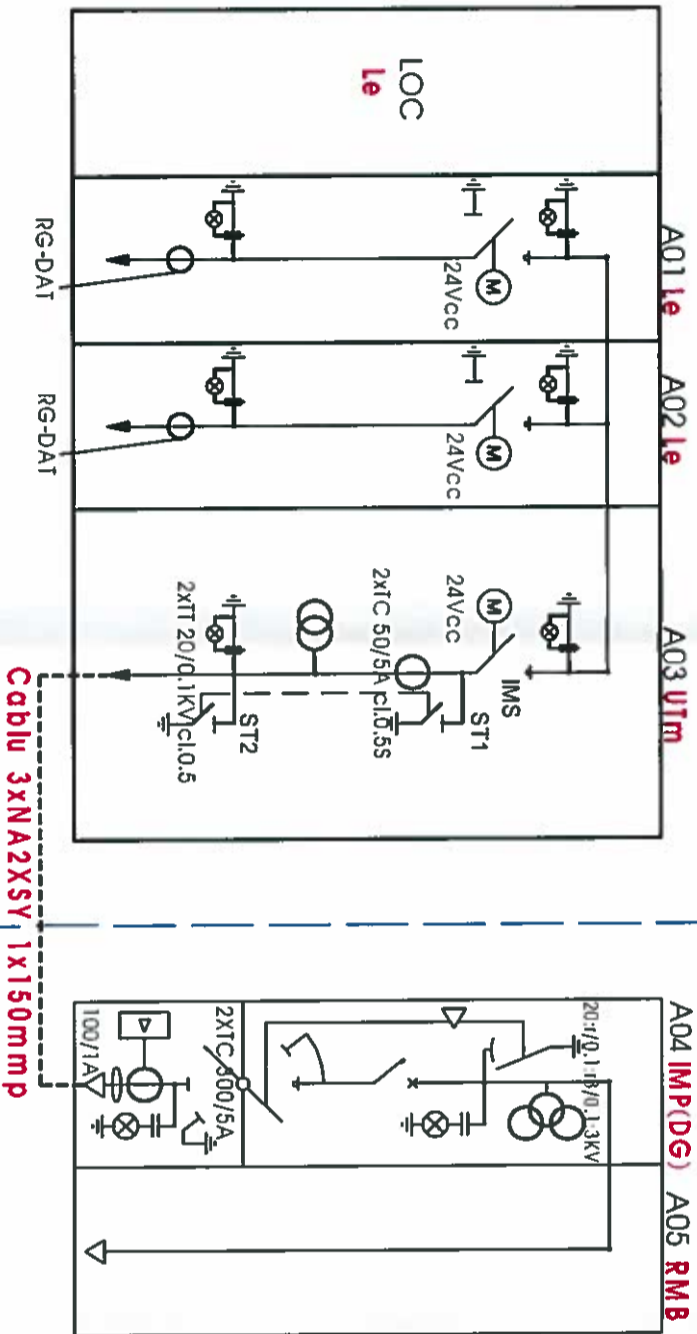 LOC
Le
A01 Le
A02 Le
A03 UTm
A04 IMP(DG)
A05 RMB
M
24Vcc
RG-DAT
M
24Vcc
RG-DAT
M
24Vcc
IMS
ST1
2xTC 50/5A cl.0.5S
ST2
2xTT 20/0.1KV cl.0.5
2XTC 300/5A
100/1A
Cablu 3xNA2XSY 1x150mmp